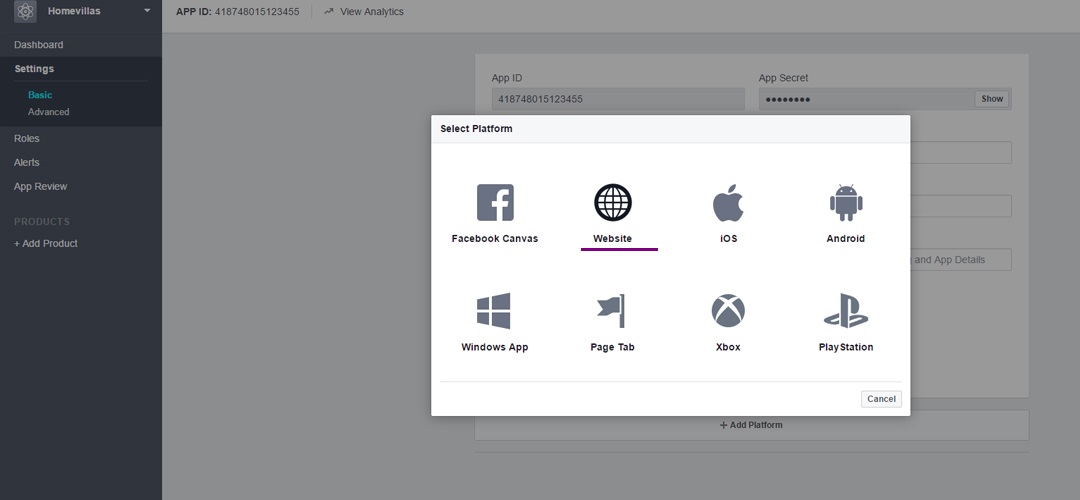 Homevillas
APP ID: 418748015123455
View Analytics
Dashboard
Settings
Basic
Advanced
Roles
Alerts
App Review
PRODUCTS
+ Add Product
App ID
App Secret
418748015123455
●●●●●●●●
Show
Select Platform
Facebook Canvas
Website
iOS
Android
and App Details
Windows App
Page Tab
Xbox
PlayStation
Cancel
+ Add Platform